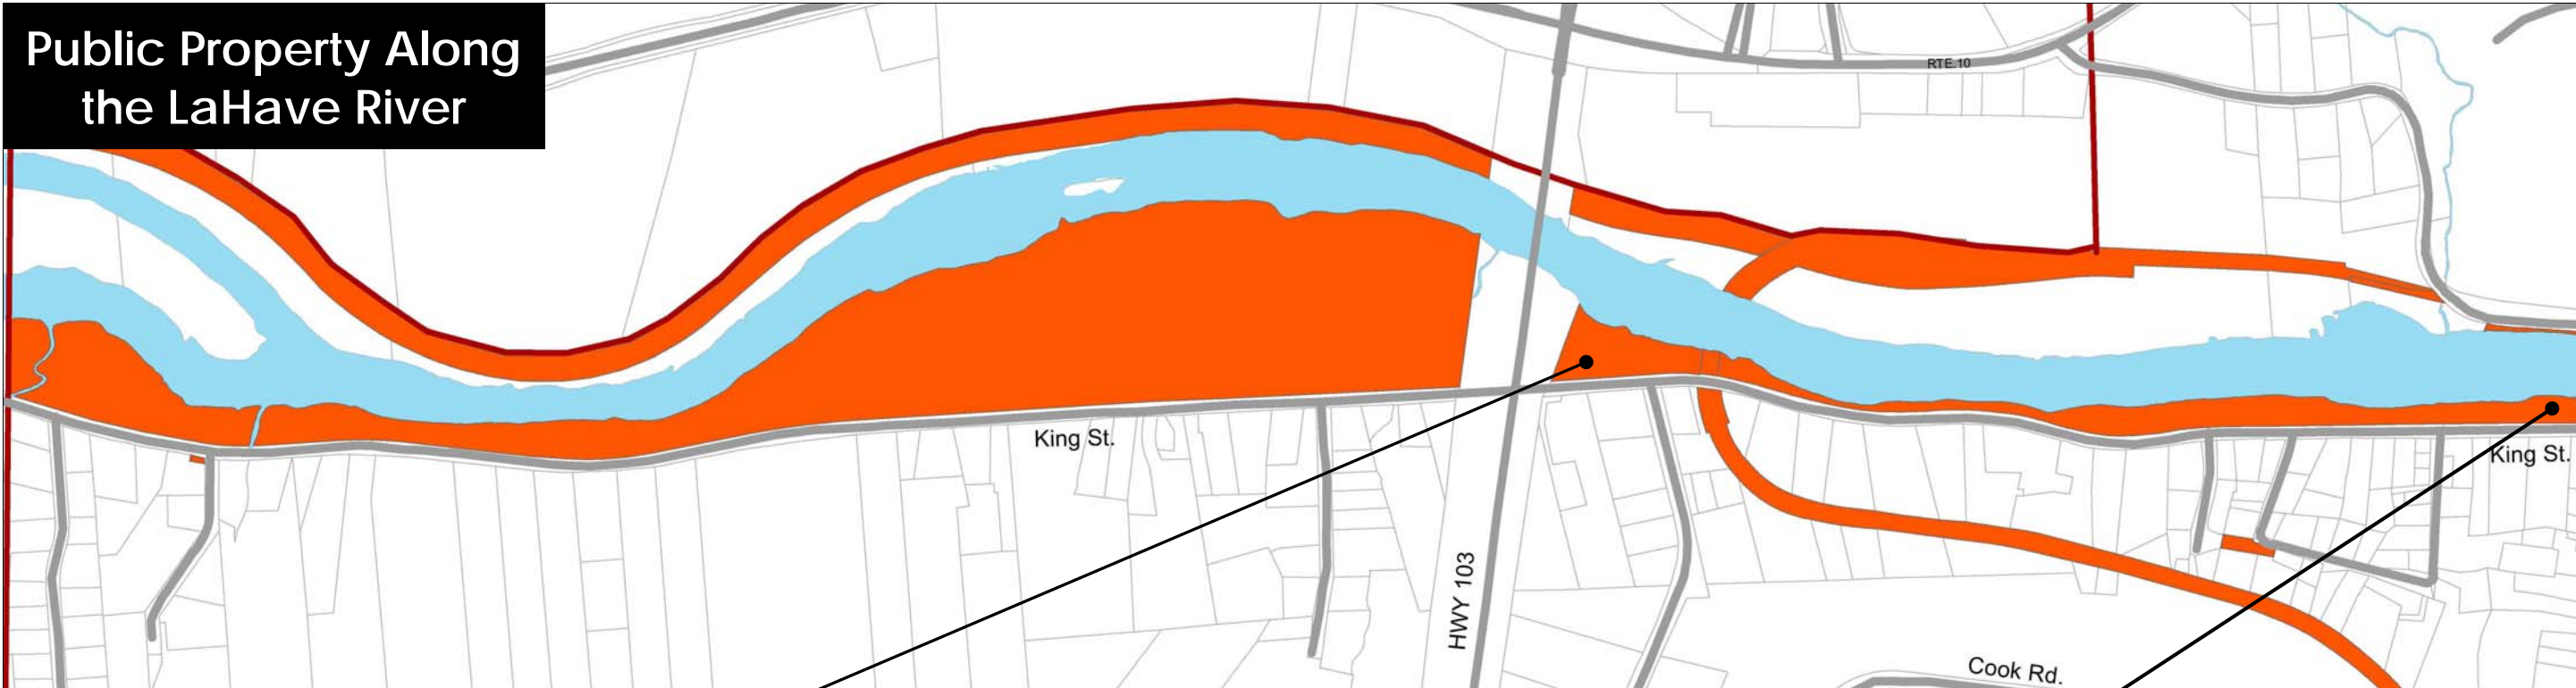 Public Property Along
the LaHave River
RTE.10
King St.
King St.
HWY 103
Cook Rd.